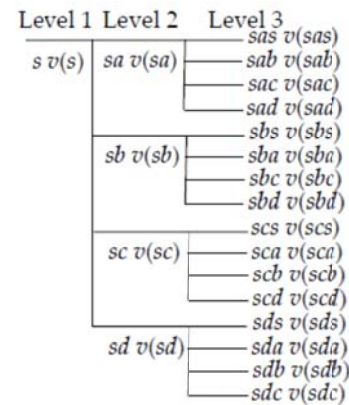 Level 1 Level 2 Level 3
sas v(sas)
s v(s) sa v(sa) sab v(sab)
sac v(sac)
sad v(sad)
sbs v(sbs)
sb v(sb) sba v(sba)
sbc v(sbc)
sbd v(sbd)
scs v(scs)
sc v(sc) sca v(sca)
scb v(scb)
scd v(scd)
sds v(sds)
sd v(sd) sda v(sda)
sdb v(sdb)
sdc v(sdc)